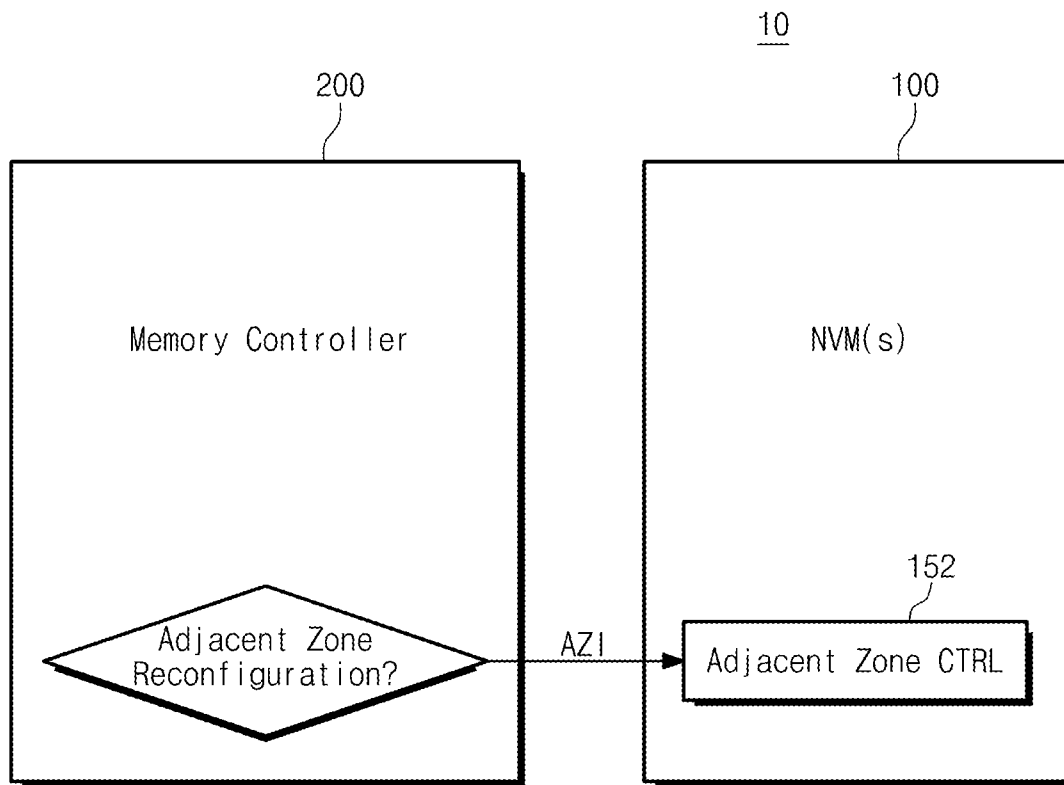 10
200
100
Memory Controller
NVM(s)
152
Adjacent Zone
Reconfiguration?
AZI
Adjacent Zone CTRL